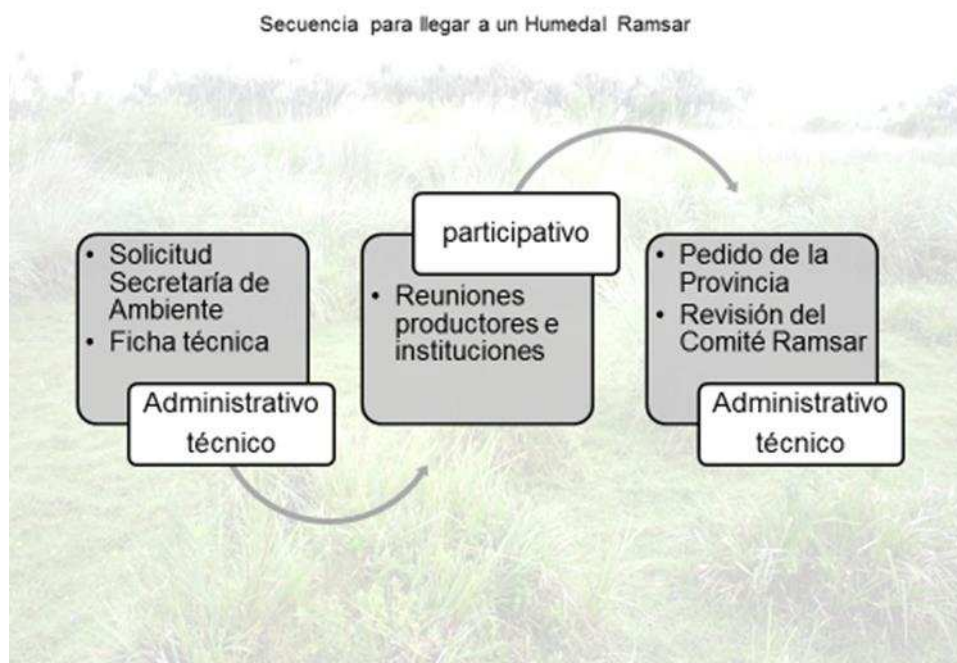 Secuencia para llegar a un Humedal Ramsar
• Solicitud
Secretaría de
Ambiente
• Ficha técnica
Administrativo
técnico
participativo
• Reuniones
productores e
instituciones
• Pedido de la
Provincia
• Revisión del
Comité Ramsar
Administrativo
técnico